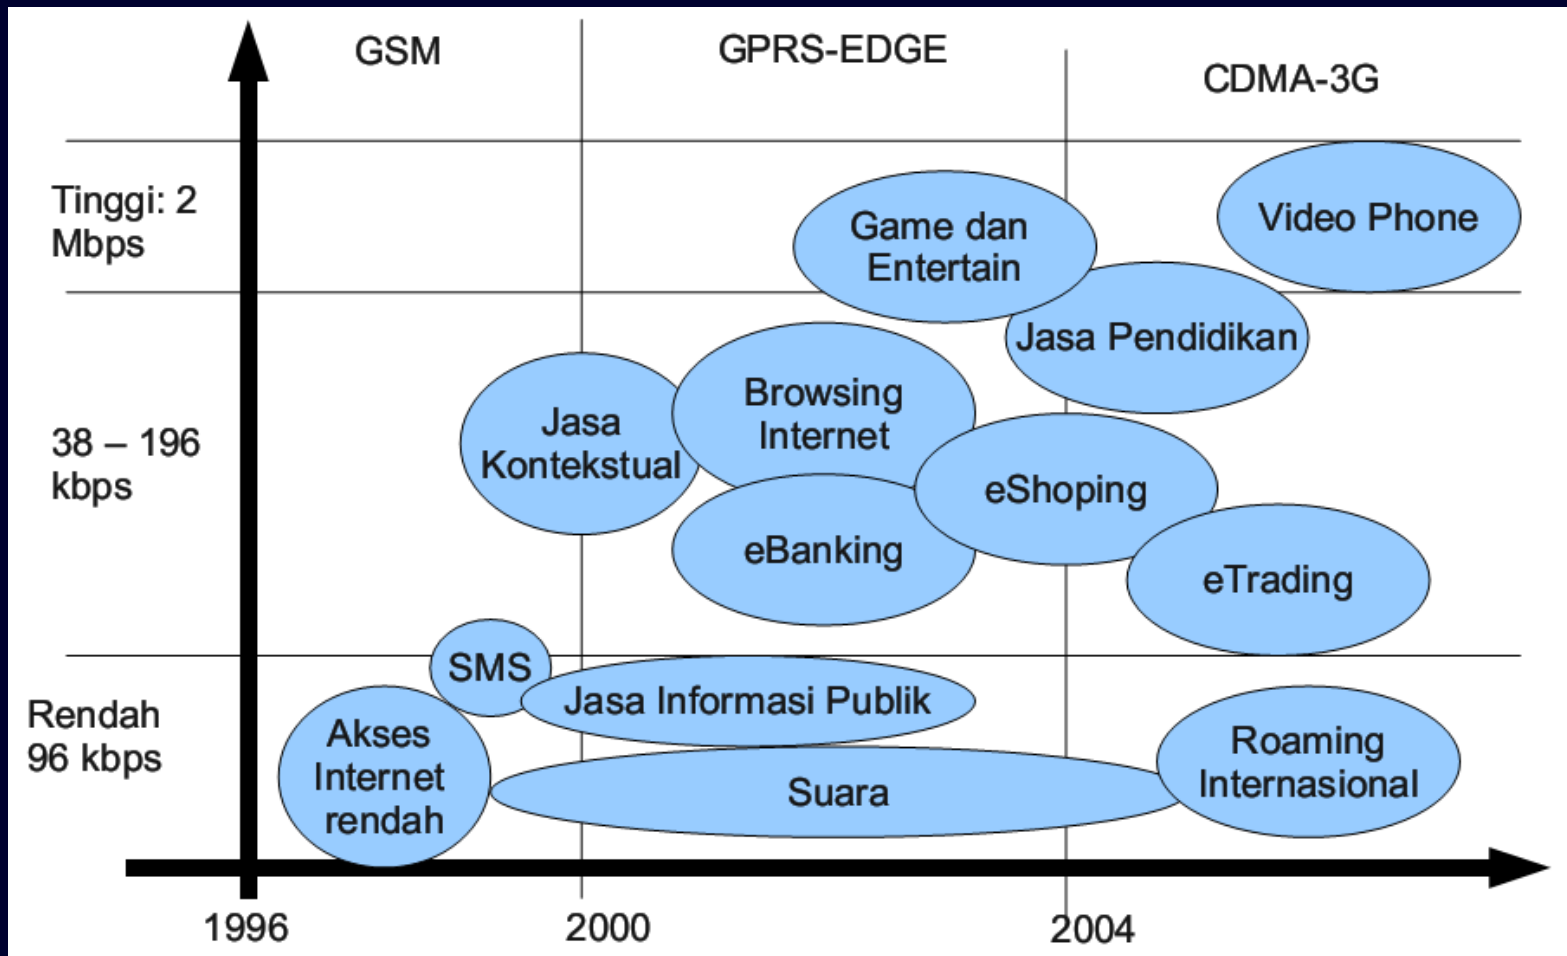 GSM
GPRS-EDGE
CDMA-3G
Tinggi: 2
Mbps
Game dan
Entertain
Video Phone
Jasa Pendidikan
38 – 196
kbps
Jasa
Kontekstual
Browsing
Internet
eShoping
eBanking
eTrading
SMS
Rendah
96 kbps
Jasa Informasi Publik
Akses
Internet
rendah
Suara
Roaming
Internasional
1996
2000
2004